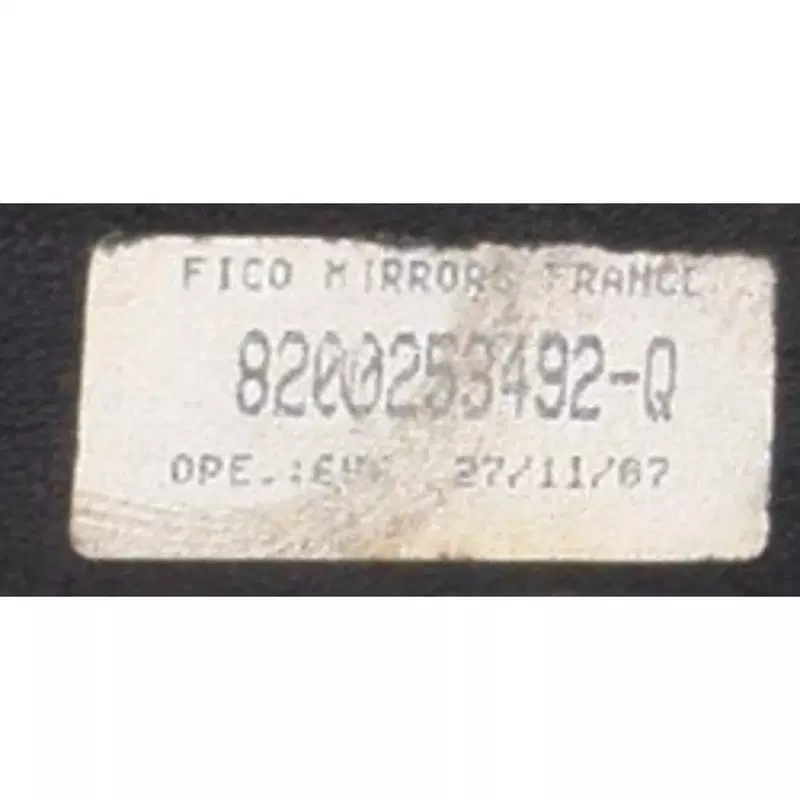 FICO MIRRORS FRANCE
8200253492-Q
OPE.: 27/11/07